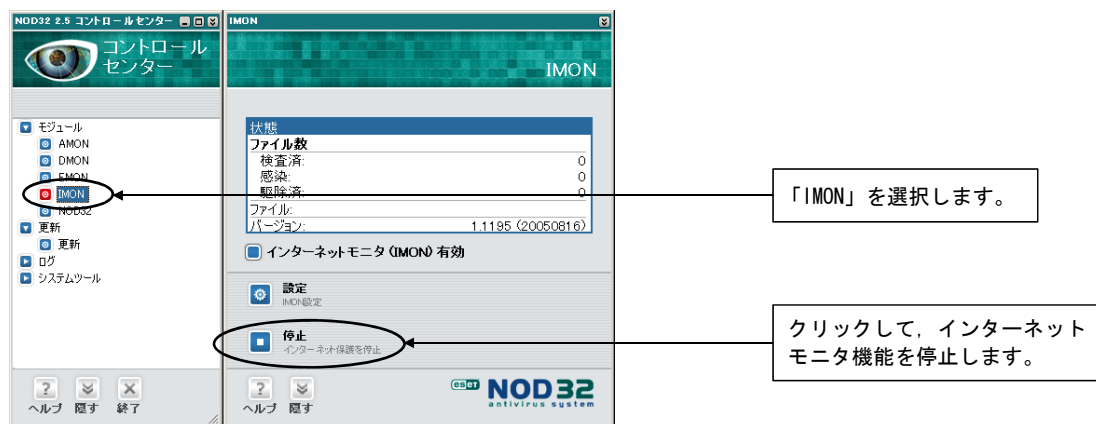 NOD32 2.5 コントロールセンター
コントロール
センター
モジュール
AMON
DMON
EMON
IMON
NOD32
更新
更新
ログ
システムツール
ヘルプ 隠す 終了
IMON
IMON
状態
ファイル数
検査済: 0
感染: 0
駆除済: 0
ファイル:
バージョン: 1.1195 (20050816)
インターネットモニタ (IMON) 有効
設定
IMON設定
停止
インターネット保護を停止
ヘルプ 隠す
eset NOD32
antivirus system
「IMON」を選択します。
クリックして，インターネット
モニタ機能を停止します。